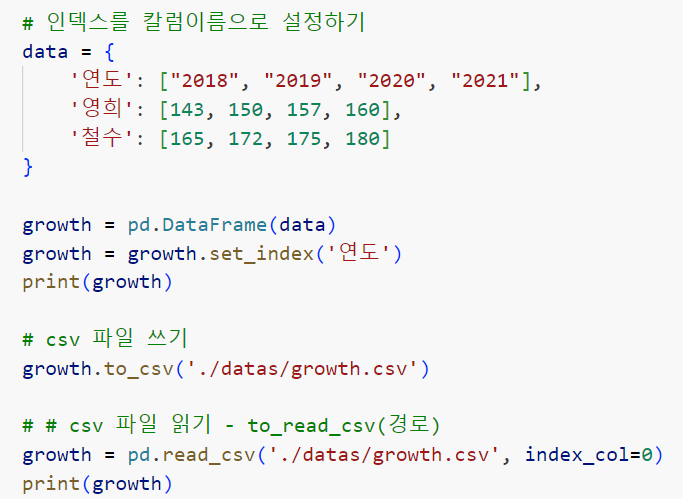 # 인덱스를 칼럼이름으로 설정하기
data = {
    '연도': ["2018", "2019", "2020", "2021"],
    '영희': [143, 150, 157, 160],
    '철수': [165, 172, 175, 180]
}

growth = pd.DataFrame(data)
growth = growth.set_index('연도')
print(growth)

# csv 파일 쓰기
growth.to_csv('./datas/growth.csv')

# # csv 파일 읽기 - to_read_csv(경로)
growth = pd.read_csv('./datas/growth.csv', index_col=0)
print(growth)